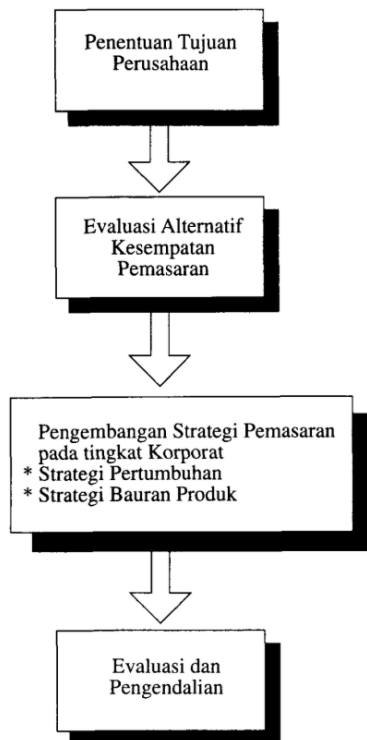 Penentuan Tujuan
Perusahaan
Evaluasi Alternatif
Kesempatan
Pemasaran
Pengembangan Strategi Pemasaran
pada tingkat Korporat
* Strategi Pertumbuhan
* Strategi Bauran Produk
Evaluasi dan
Pengendalian